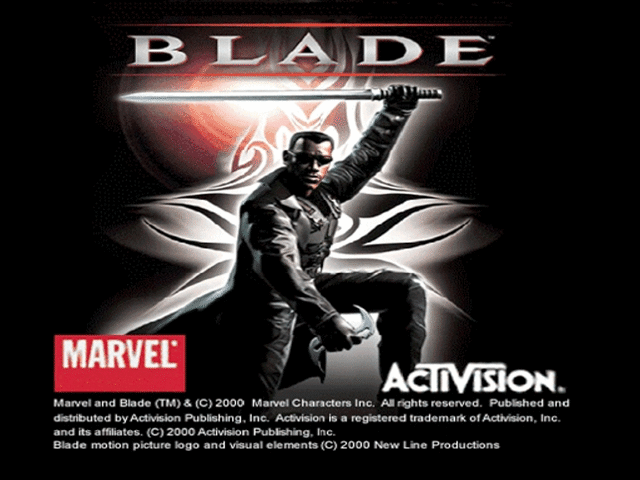 BLADE™
MARVEL®
ACTIVISION®
Marvel and Blade (TM) & (C) 2000 Marvel Characters Inc. All rights reserved. Published and
distributed by Activision Publishing, Inc. Activision is a registered trademark of Activision, Inc.
and its affiliates. (C) 2000 Activision Publishing, Inc.
Blade motion picture logo and visual elements (C) 2000 New Line Productions